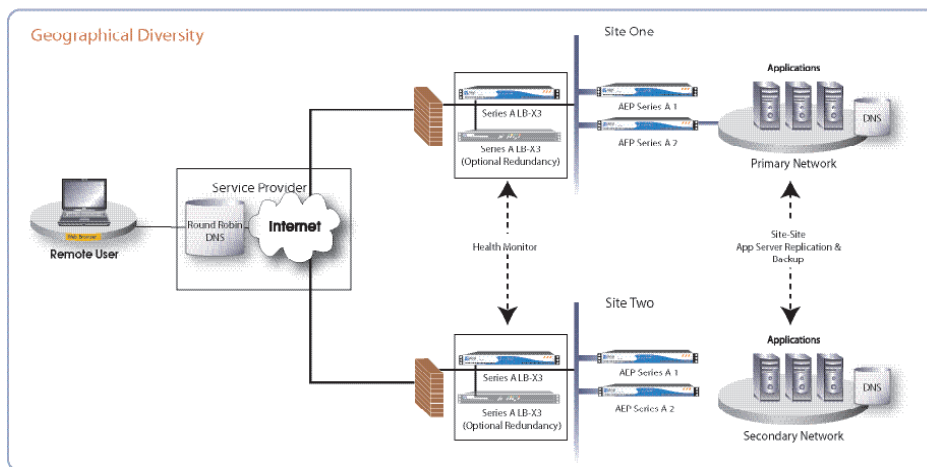 Geographical Diversity
Site One
Applications
Series A LB-X3
AEP Series A 1
DNS
Series A LB-X3
(Optional Redundancy)
AEP Series A 2
Primary Network
Service Provider
Round Robin
DNS
Internet
Web Browser
Remote User
Health Monitor
Site-Site
App Server Replication &
Backup
Site Two
Applications
Series A LB-X3
AEP Series A 1
DNS
Series A LB-X3
(Optional Redundancy)
AEP Series A 2
Secondary Network